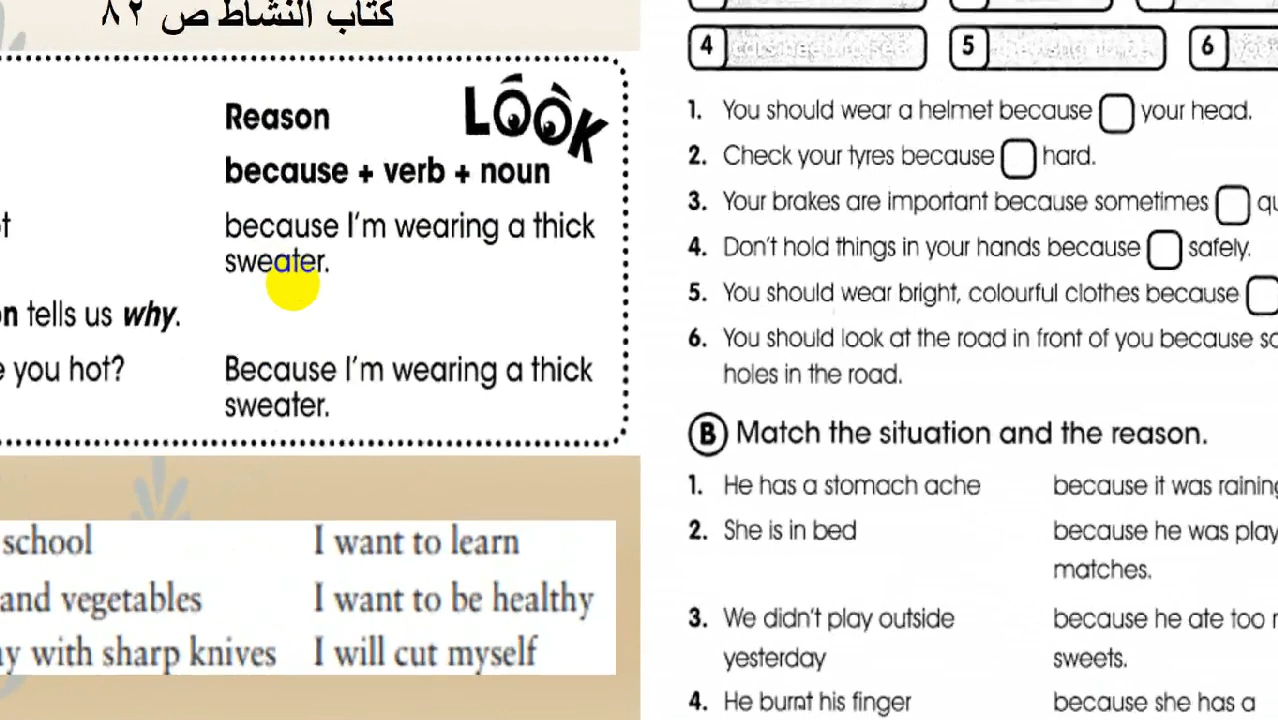 كتاب النشاط ص ٨٢
Reason
LOOK
because + verb + noun
because I'm wearing a thick
sweater.
tells us why.
you hot?
Because I'm wearing a thick
sweater.
school I want to learn
and vegetables I want to be healthy
with sharp knives I will cut myself
4
5
6
1. You should wear a helmet because your head.
2. Check your tyres because hard.
3. Your brakes are important because sometimes
4. Don't hold things in your hands because safely.
5. You should wear bright, colourful clothes because
6. You should look at the road in front of you because
holes in the road.
B Match the situation and the reason.
1. He has a stomach ache because it was raining
2. She is in bed because he was play
matches.
3. We didn't play outside because he ate too
yesterday sweets.
4. He burnt his finger because she has a